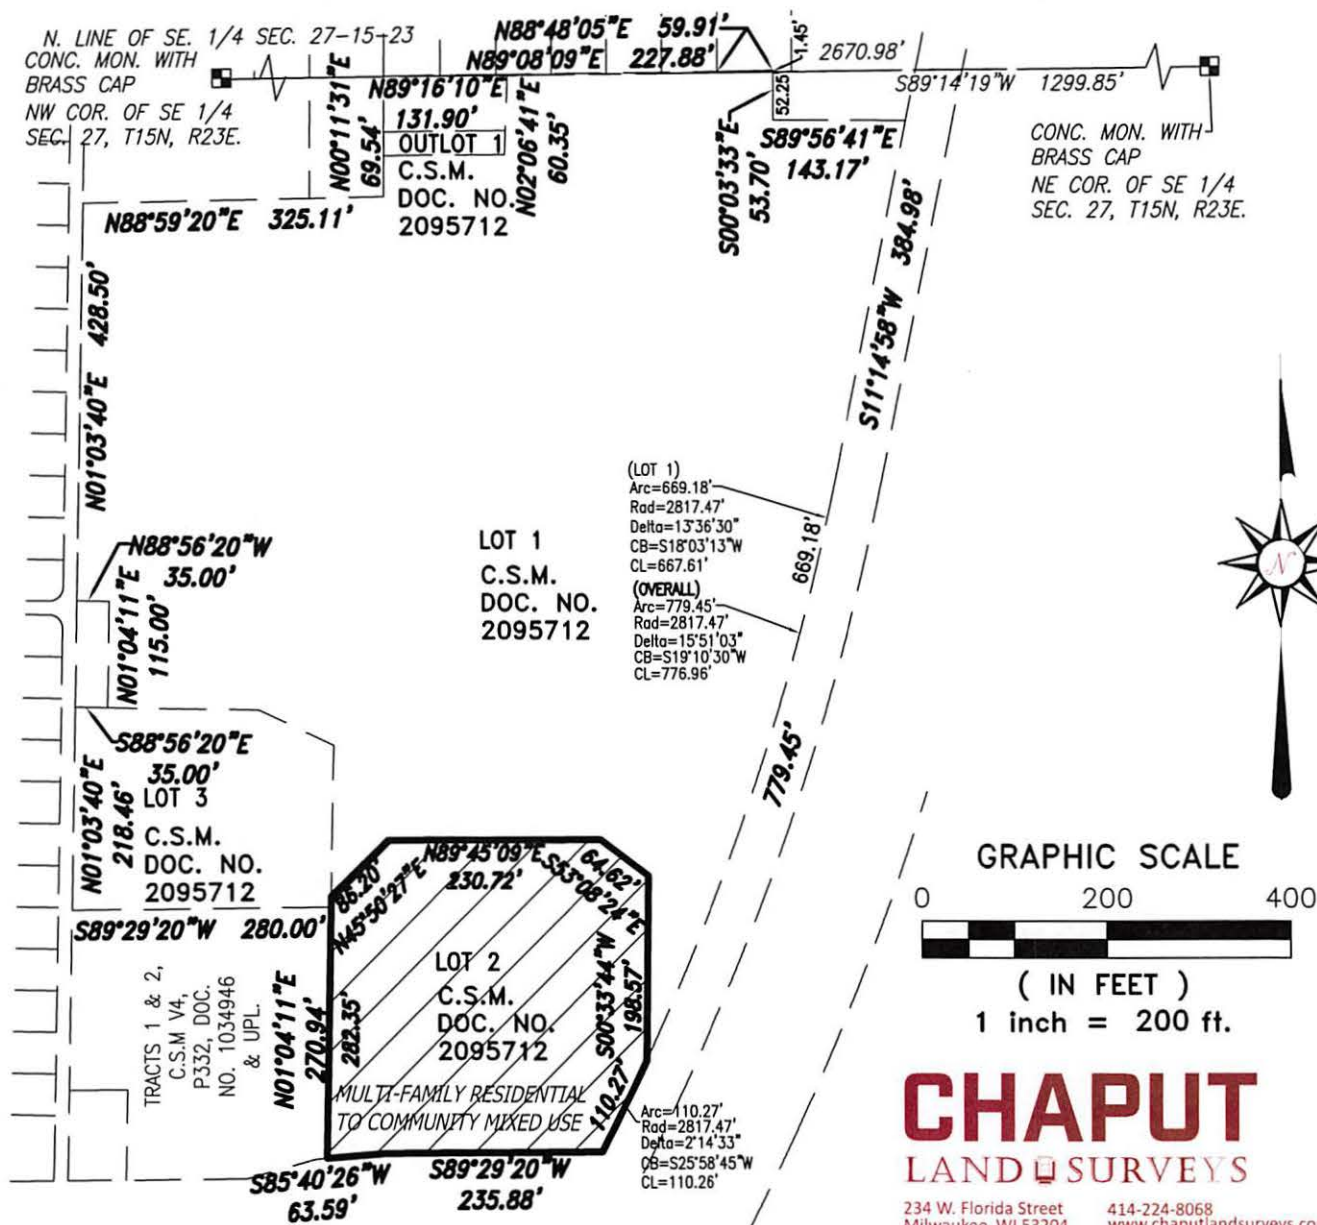 N. LINE OF SE. 1/4 SEC. 27-15-23
CONC. MON. WITH
BRASS CAP
NW COR. OF SE 1/4
SEC. 27, T15N, R23E.
N88°48'05"E 59.91'
N89°08'09"E 227.88'
1.45'
2670.98'
S89°14'19"W 1299.85'
CONC. MON. WITH
BRASS CAP
NE COR. OF SE 1/4
SEC. 27, T15N, R23E.
N00°11'31"E
69.54'
N89°16'10"E
131.90'
OUTLOT 1
C.S.M.
DOC. NO.
2095712
N02°06'41"E
60.35'
52.25
S00°03'33"E
53.70'
S89°56'41"E
143.17'
N88°59'20"E 325.11'
N01°03'40"E 428.50'
S11°14'58"W 384.98'
N88°56'20"W
35.00'
N01°04'11"E
115.00'
S88°56'20"E
35.00'
LOT 1
C.S.M.
DOC. NO.
2095712
(LOT 1)
Arc=669.18'
Rad=2817.47'
Delta=13°36'30"
CB=S18°03'13"W
CL=667.61'
(OVERALL)
Arc=779.45'
Rad=2817.47'
Delta=15°51'03"
CB=S19°10'30"W
CL=776.96'
669.18'
779.45'
N
N01°03'40"E
218.46'
LOT 3
C.S.M.
DOC. NO.
2095712
S89°29'20"W 280.00'
TRACTS 1 & 2,
C.S.M V4,
P332, DOC.
NO. 1034946
& UPL.
N01°04'11"E
270.94'
282.35'
86.20'
N45°50'27"E
N89°45'09"E
230.72'
64.62'
S53°08'24"E
S00°33'44"W
198.57'
LOT 2
C.S.M.
DOC. NO.
2095712
MULTI-FAMILY RESIDENTIAL
TO COMMUNITY MIXED USE
110.27'
Arc=110.27'
Rad=2817.47'
Delta=2°14'33"
CB=S25°58'45"W
CL=110.26'
S85°40'26"W
63.59'
S89°29'20"W
235.88'
GRAPHIC SCALE
0 200 400
( IN FEET )
1 inch = 200 ft.
CHAPUT
LAND SURVEYS
234 W. Florida Street 414-224-8068
Milwaukee, WI 53204 www.chaputlandsurveys.co